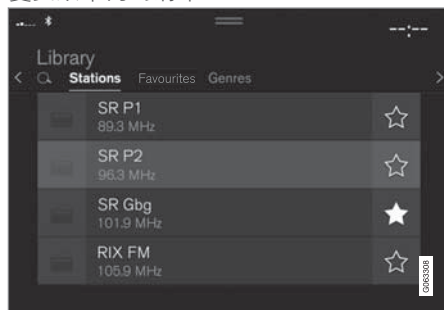 --:--
Library
Stations Favourites Genres
SR P1
89.3 MHz
SR P2
96.3 MHz
SR Gbg
101.9 MHz
RIX FM
105.9 MHz
G063308